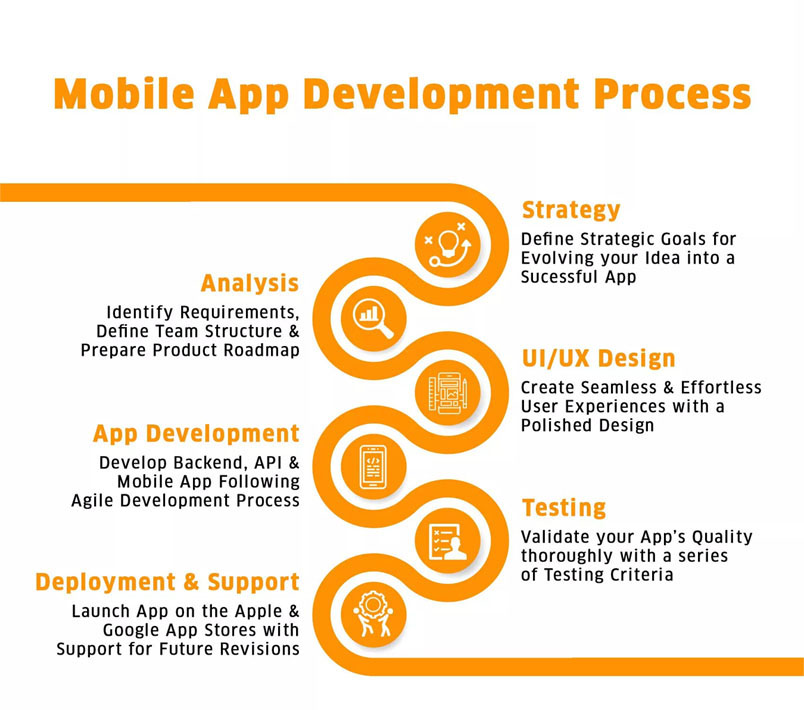 Mobile App Development Process
Strategy
Define Strategic Goals for
Evolving your Idea into a
Sucessful App
Analysis
Identify Requirements,
Define Team Structure &
Prepare Product Roadmap
UI/UX Design
Create Seamless & Effortless
User Experiences with a
Polished Design
App Development
Develop Backend, API &
Mobile App Following
Agile Development Process
Testing
Validate your App's Quality
thoroughly with a series
of Testing Criteria
Deployment & Support
Launch App on the Apple &
Google App Stores with
Support for Future Revisions